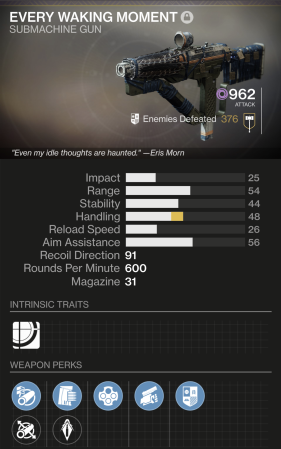 EVERY WAKING MOMENT
SUBMACHINE GUN
962
ATTACK
Enemies Defeated 376
"Even my idle thoughts are haunted." —Eris Morn
Impact 25
Range 54
Stability 44
Handling 48
Reload Speed 26
Aim Assistance 56
Recoil Direction 91
Rounds Per Minute 600
Magazine 31
INTRINSIC TRAITS
WEAPON PERKS